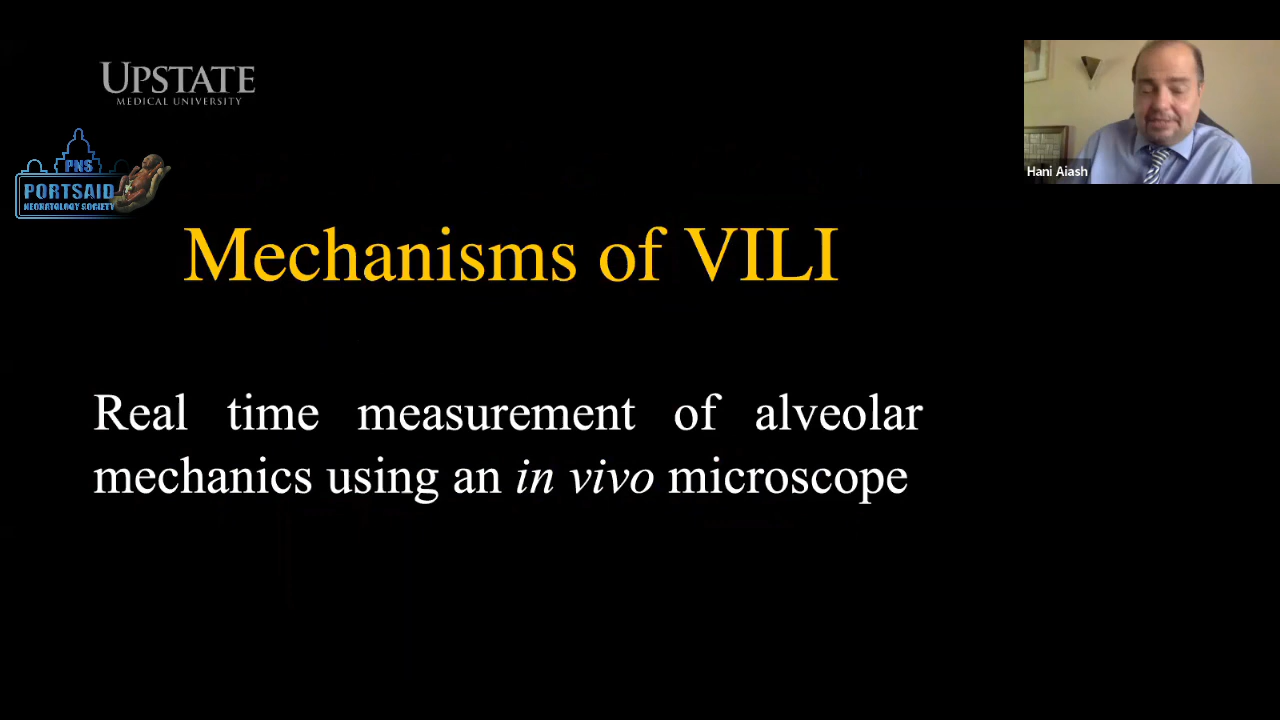 UPSTATE
MEDICAL UNIVERSITY
PNS
PORTSAID
NEONATOLOGY SOCIETY
Hani Aiash
Mechanisms of VILI
Real time measurement of alveolar
mechanics using an in vivo microscope